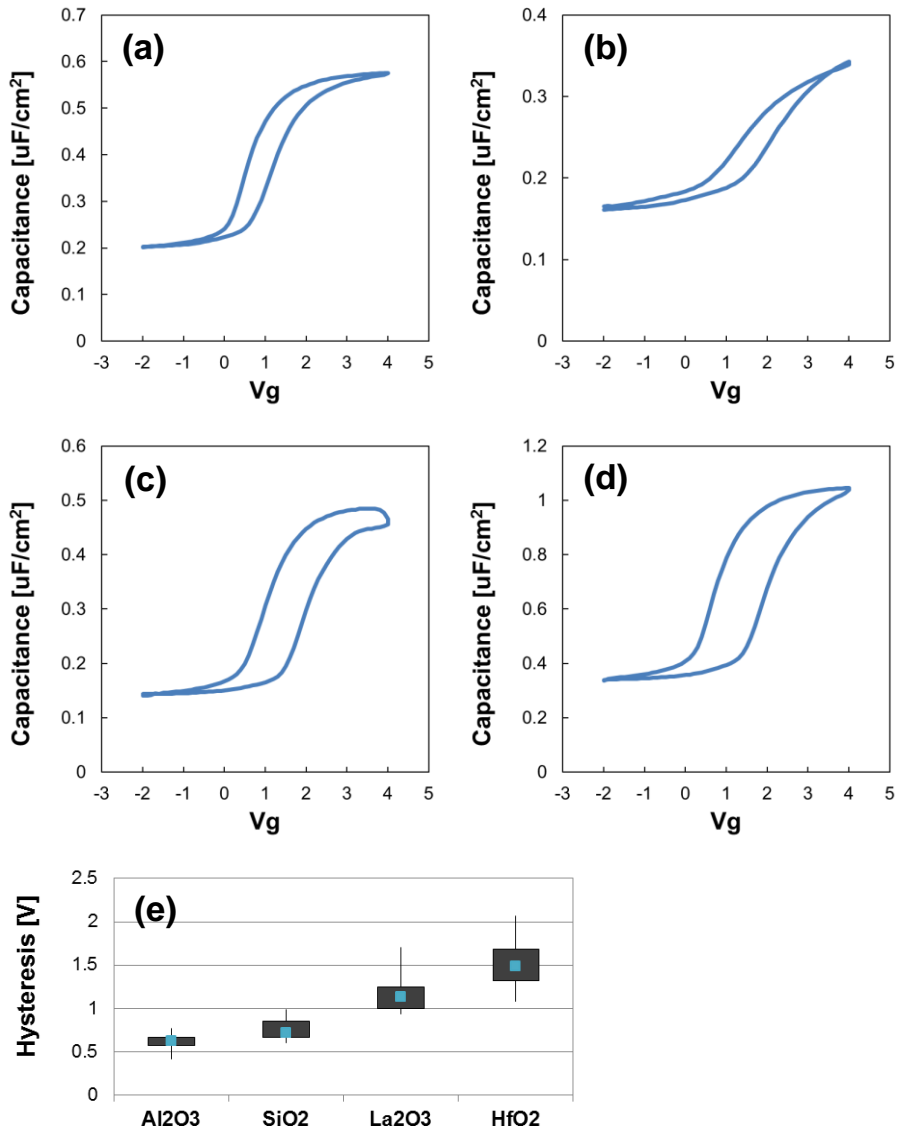 (a)
Capacitance [uF/cm²]
0.7
0.6
0.5
0.4
0.3
0.2
0.1
0
-3 -2 -1 0 1 2 3 4 5
Vg
(b)
Capacitance [uF/cm²]
0.4
0.3
0.2
0.1
0
-3 -2 -1 0 1 2 3 4 5
Vg
(c)
Capacitance [uF/cm²]
0.6
0.5
0.4
0.3
0.2
0.1
0
-3 -2 -1 0 1 2 3 4 5
Vg
(d)
Capacitance [uF/cm²]
1.2
1
0.8
0.6
0.4
0.2
0
-3 -2 -1 0 1 2 3 4 5
Vg
(e)
Hysteresis [V]
2.5
2
1.5
1
0.5
0
Al2O3 SiO2 La2O3 HfO2